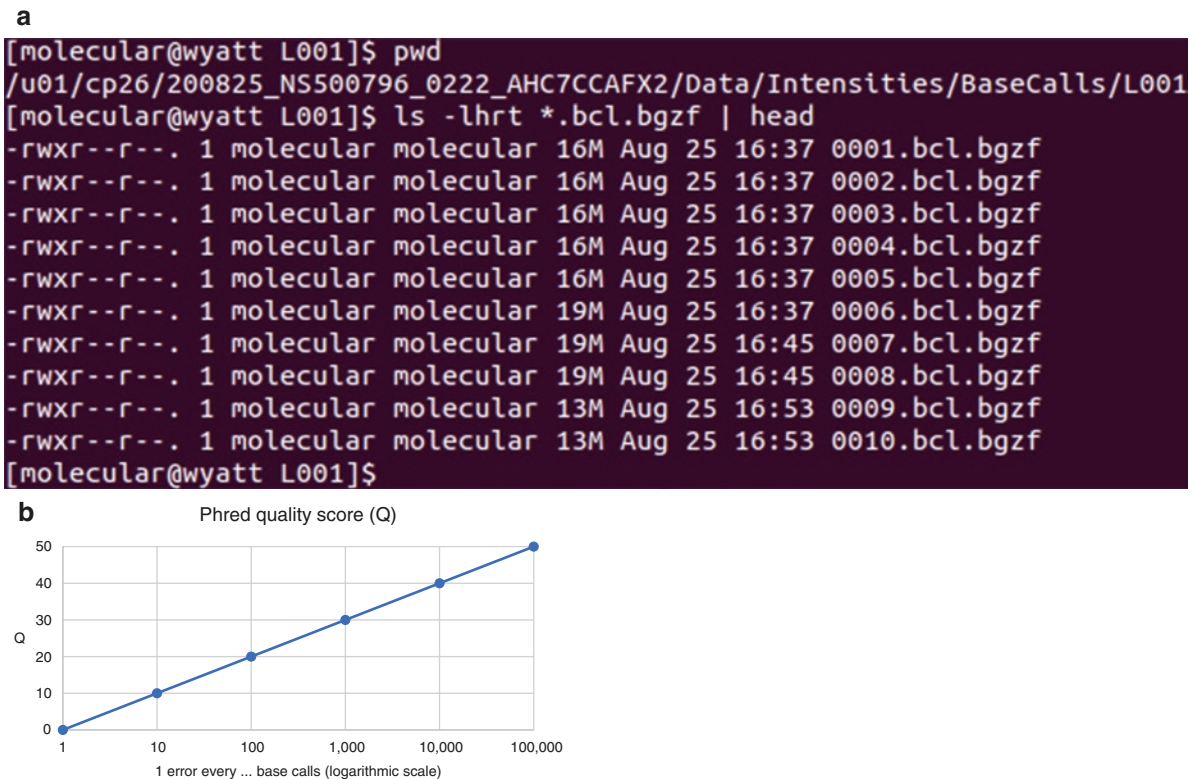 a
[molecular@wyatt L001]$ pwd
/u01/cp26/200825_NS500796_0222_AHC7CCAFX2/Data/Intensities/BaseCalls/L001
[molecular@wyatt L001]$ ls -lhrt *.bcl.bgzf | head
-rwxr--r--. 1 molecular molecular 16M Aug 25 16:37 0001.bcl.bgzf
-rwxr--r--. 1 molecular molecular 16M Aug 25 16:37 0002.bcl.bgzf
-rwxr--r--. 1 molecular molecular 16M Aug 25 16:37 0003.bcl.bgzf
-rwxr--r--. 1 molecular molecular 16M Aug 25 16:37 0004.bcl.bgzf
-rwxr--r--. 1 molecular molecular 16M Aug 25 16:37 0005.bcl.bgzf
-rwxr--r--. 1 molecular molecular 19M Aug 25 16:37 0006.bcl.bgzf
-rwxr--r--. 1 molecular molecular 19M Aug 25 16:45 0007.bcl.bgzf
-rwxr--r--. 1 molecular molecular 19M Aug 25 16:45 0008.bcl.bgzf
-rwxr--r--. 1 molecular molecular 13M Aug 25 16:53 0009.bcl.bgzf
-rwxr--r--. 1 molecular molecular 13M Aug 25 16:53 0010.bcl.bgzf
[molecular@wyatt L001]$
b
Phred quality score (Q)
50
40
30
Q
20
10
0
1 10 100 1,000 10,000 100,000
1 error every ... base calls (logarithmic scale)